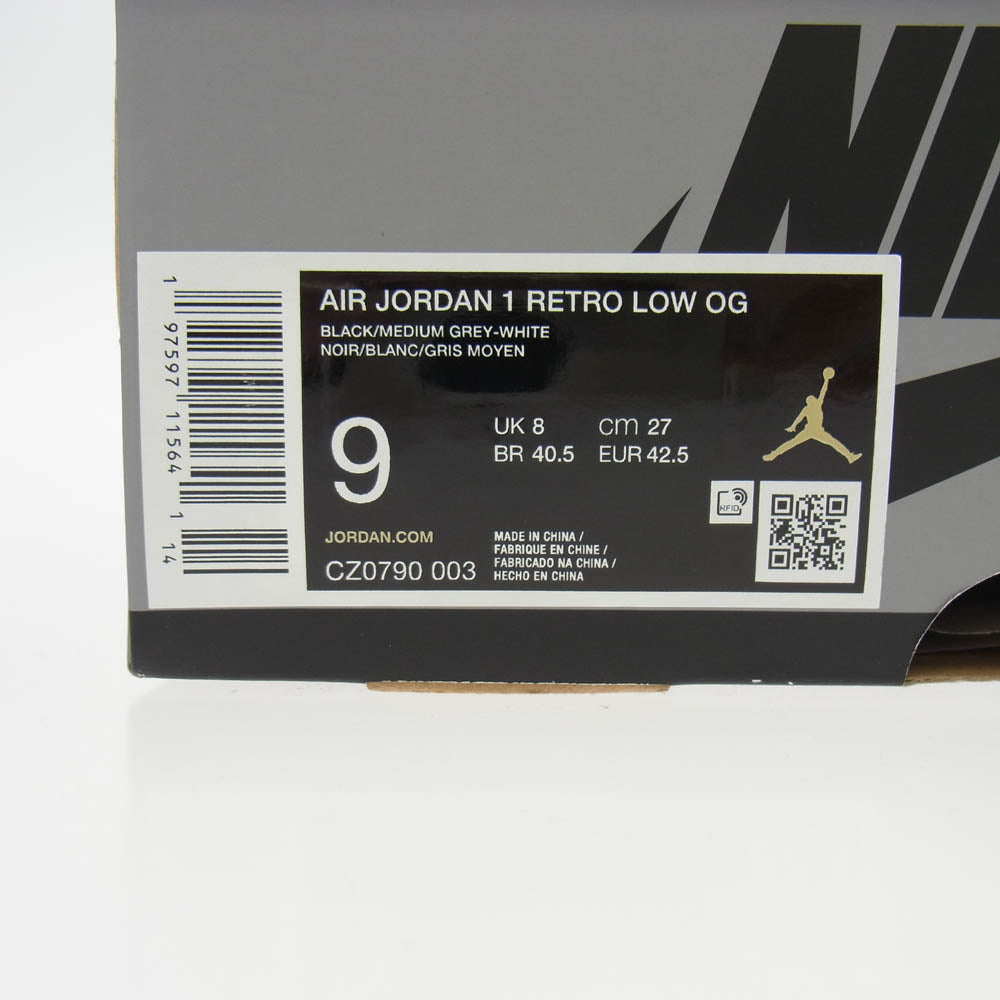 NI
AIR JORDAN 1 RETRO LOW OG
BLACK/MEDIUM GREY-WHITE
NOIR/BLANC/GRIS MOYEN
9
UK 8 cm 27
BR 40.5 EUR 42.5
RFID
JORDAN.COM
CZ0790 003
MADE IN CHINA /
FABRIQUE EN CHINE /
FABRICADO NA CHINA /
HECHO EN CHINA
1 97597 11564 1 14